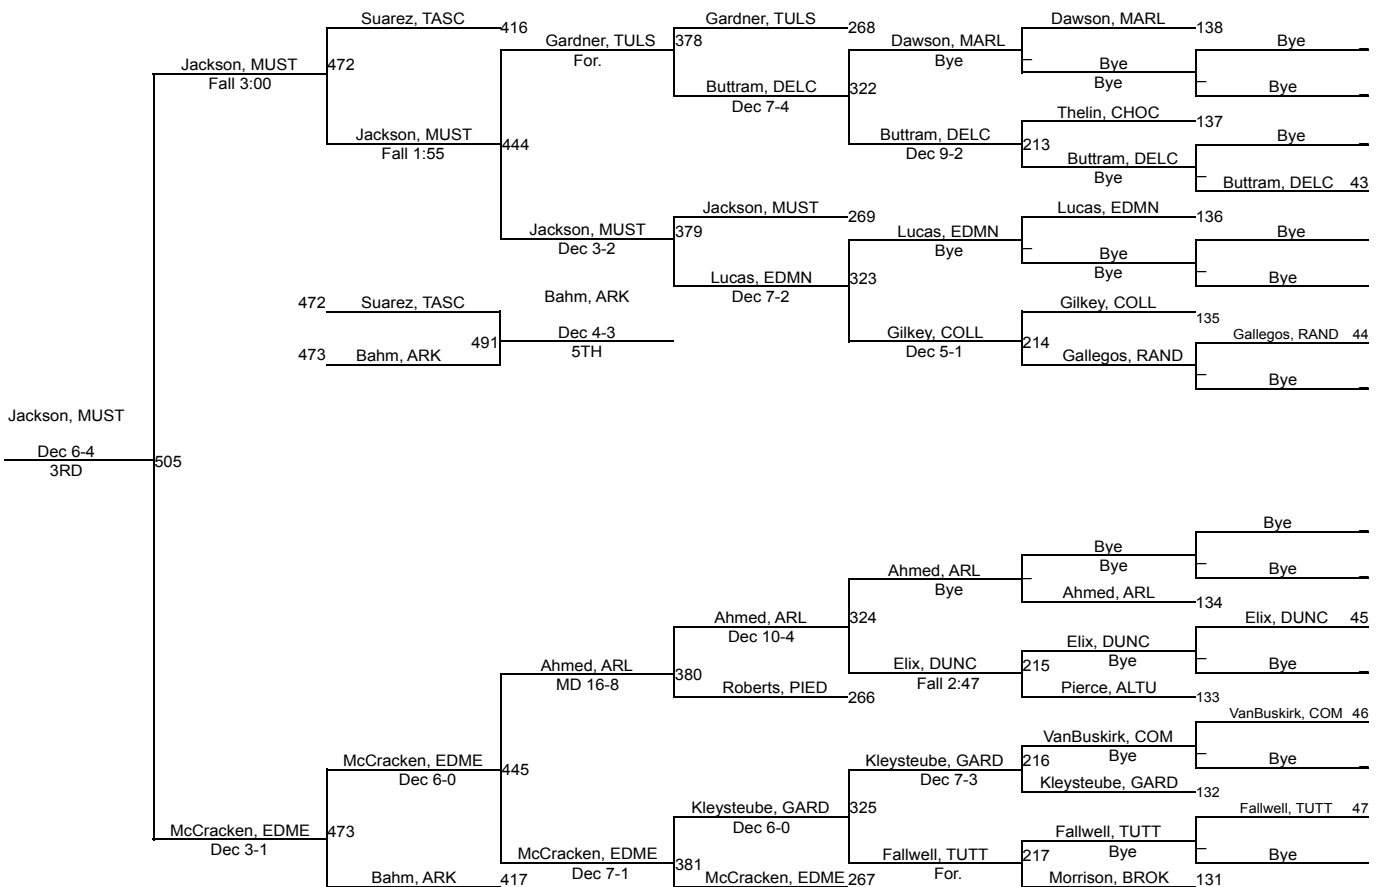 Suarez, TASC
416
Gardner, TULS
268
Dawson, MARL
138
Gardner, TULS
378
For.
Dawson, MARL
Bye
Bye
_
Jackson, MUST
472
Fall 3:00
Bye
Bye
_
Bye
_
Buttram, DELC
322
Dec 7-4
Thelin, CHOC
137
Jackson, MUST
444
Fall 1:55
Buttram, DELC
213
Dec 9-2
Bye
_
Buttram, DELC
Bye
_
Buttram, DELC 43
Jackson, MUST
269
Lucas, EDMN
136
Jackson, MUST
379
Dec 3-2
Lucas, EDMN
Bye
_
Bye
_
Bye
Bye
_
Lucas, EDMN
323
Dec 7-2
Bye
_
472 Suarez, TASC
Bahm, ARK
Gilkey, COLL
135
491
Dec 4-3
5TH
Gilkey, COLL
214
Dec 5-1
Gallegos, RAND 44
473 Bahm, ARK
Gallegos, RAND
_
Bye
_
Jackson, MUST
Dec 6-4
505
3RD
Bye
_
Bye
Bye
_
Ahmed, ARL
Bye
_
Bye
_
Ahmed, ARL
134
Ahmed, ARL
324
Dec 10-4
Elix, DUNC 45
Elix, DUNC
Bye
_
Ahmed, ARL
380
MD 16-8
Elix, DUNC
215
Fall 2:47
Bye
_
Roberts, PIED
266
Pierce, ALTU
133
VanBuskirk, COM 46
VanBuskirk, COM
Bye
_
McCracken, EDME
445
Dec 6-0
Kleysteube, GARD
216
Dec 7-3
Bye
_
Kleysteube, GARD
132
Kleysteube, GARD
325
Dec 6-0
Fallwell, TUTT 47
McCracken, EDME
473
Dec 3-1
Fallwell, TUTT
Bye
_
McCracken, EDME
381
Dec 7-1
Fallwell, TUTT
217
For.
Bye
_
Bahm, ARK
417
McCracken, EDME
267
Morrison, BROK
131